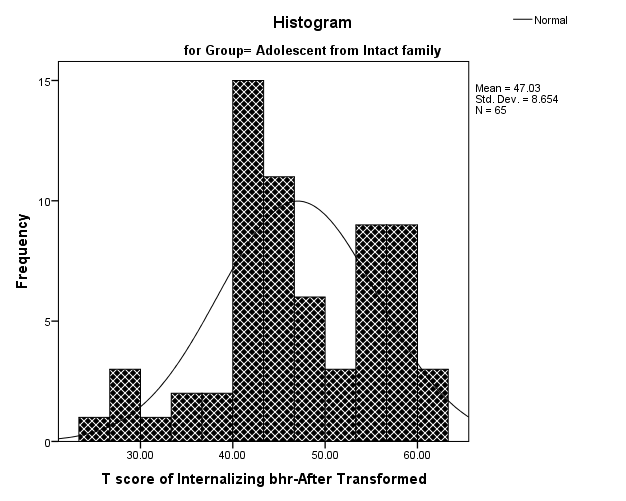 Histogram
Normal
for Group= Adolescent from Intact family
Mean = 47.03
Std. Dev. = 8.654
N = 65
Frequency
15
10
5
0
30.00 40.00 50.00 60.00
T score of Internalizing bhr-After Transformed